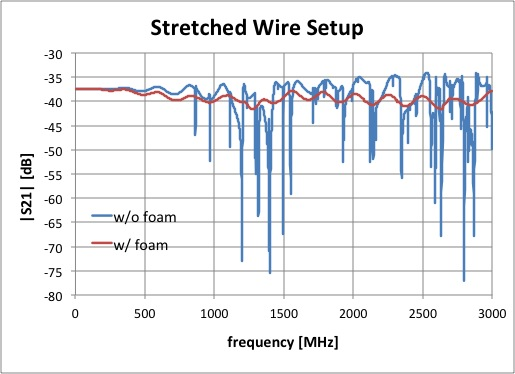 Stretched Wire Setup
-30
-35
-40
-45
-50
-55
-60
-65
-70
-75
-80
|S21| [dB]
w/o foam
w/ foam
0 500 1000 1500 2000 2500 3000
frequency [MHz]